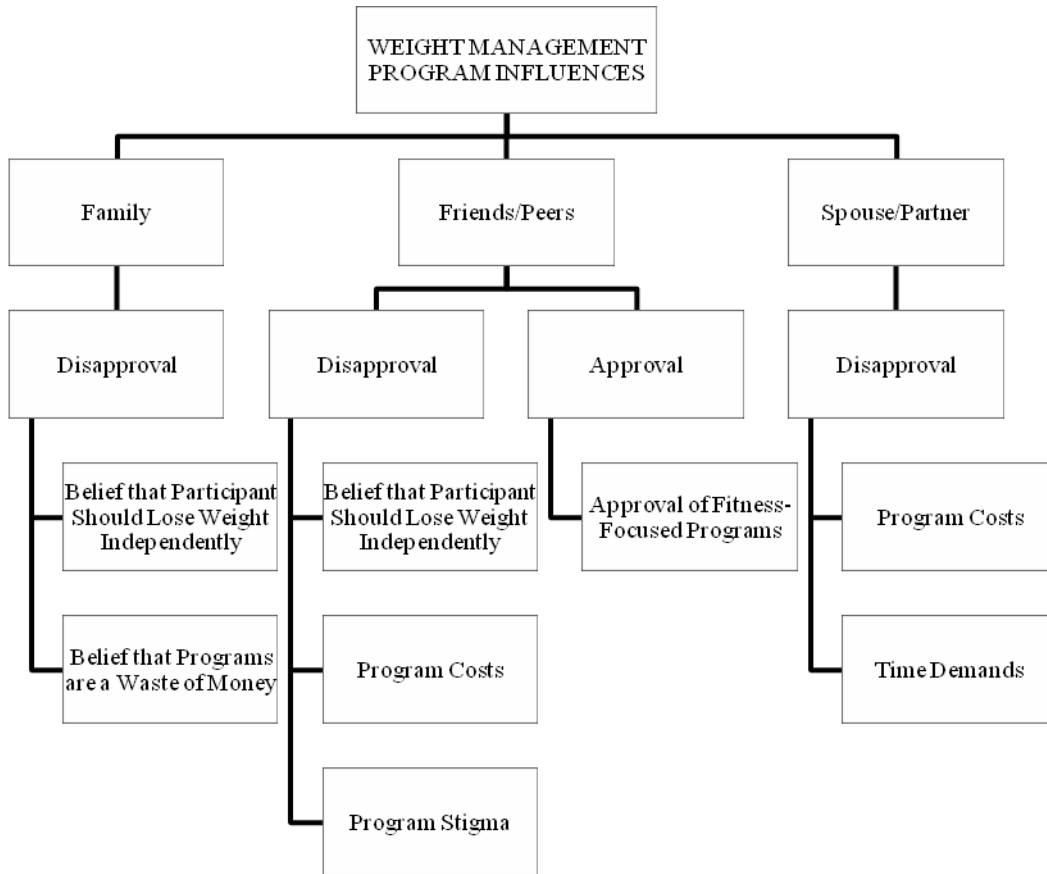 WEIGHT MANAGEMENT
PROGRAM INFLUENCES
Family
Friends/Peers
Spouse/Partner
Disapproval
Disapproval
Approval
Disapproval
Belief that Participant
Should Lose Weight
Independently
Belief that Participant
Should Lose Weight
Independently
Approval of Fitness-
Focused Programs
Program Costs
Belief that Programs
are a Waste of Money
Program Costs
Time Demands
Program Stigma